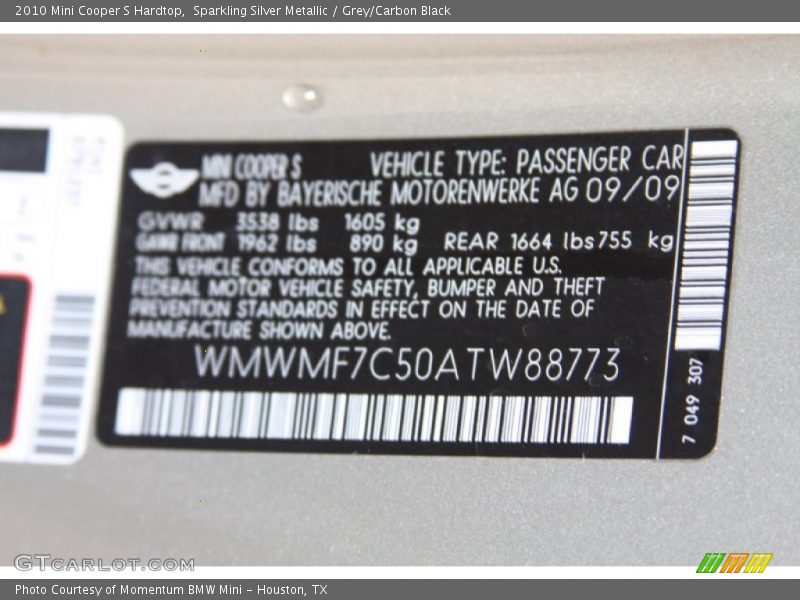 2010 Mini Cooper S Hardtop,  Sparkling Silver Metallic / Grey/Carbon Black
MINI COOPER S VEHICLE TYPE: PASSENGER CAR
MFD BY BAYERISCHE MOTORENWERKE AG 09/09
GVWR 3538 lbs 1605 kg
GAWR FRONT 1962 lbs 890 kg REAR 1664 lbs 755 kg
THIS VEHICLE CONFORMS TO ALL APPLICABLE U.S.
FEDERAL MOTOR VEHICLE SAFETY, BUMPER AND THEFT
PREVENTION STANDARDS IN EFFECT ON THE DATE OF
MANUFACTURE SHOWN ABOVE.
WMWMF7C50ATW88773
7 049 307
GTCARLOT.COM
Photo Courtesy of Momentum BMW Mini - Houston, TX